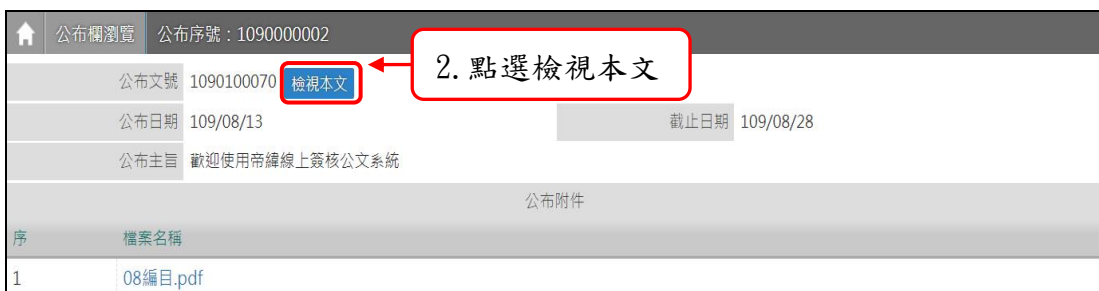 公布欄瀏覽 公布序號：1090000002
2.點選檢視本文
公布文號 1090100070 檢視本文
公布日期 109/08/13 截止日期 109/08/28
公布主旨 歡迎使用帝緯線上簽核公文系統
公布附件
序 檔案名稱
1 08編目.pdf